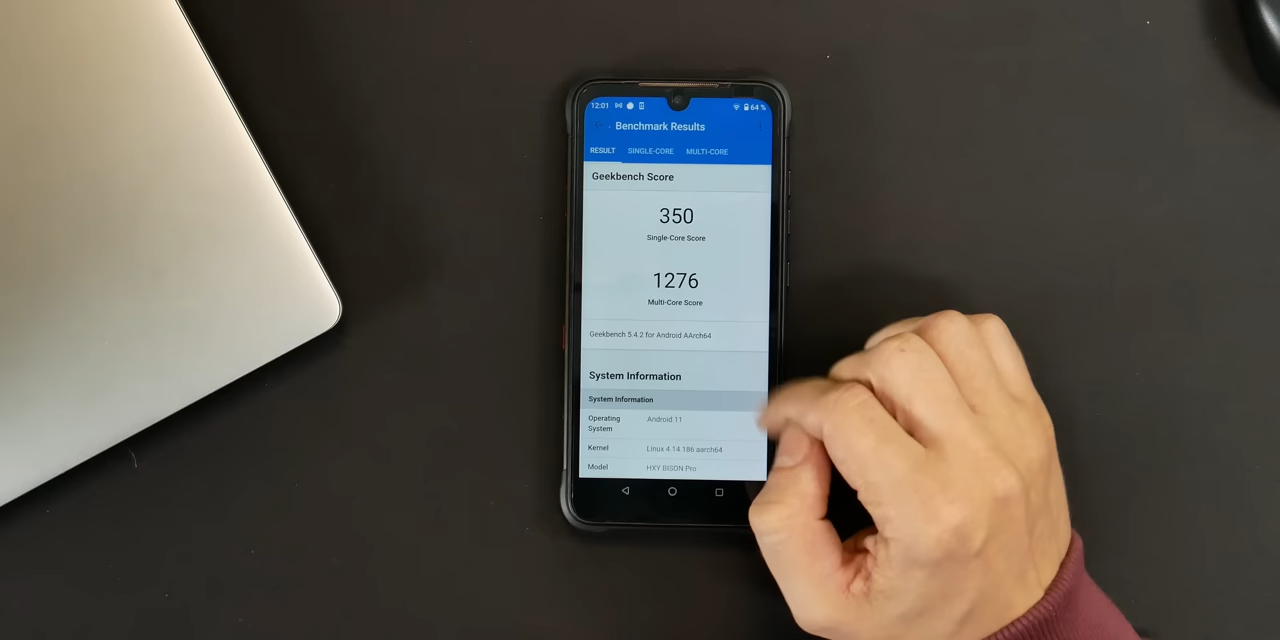 12:01 64 %
Benchmark Results
RESULT SINGLE-CORE MULTI-CORE
Geekbench Score
350
Single-Core Score
1276
Multi-Core Score
Geekbench 5.4.2 for Android AArch64
System Information
System Information
Operating System Android 11
Kernel Linux 4.14.186 aarch64
Model HXY BISON Pro